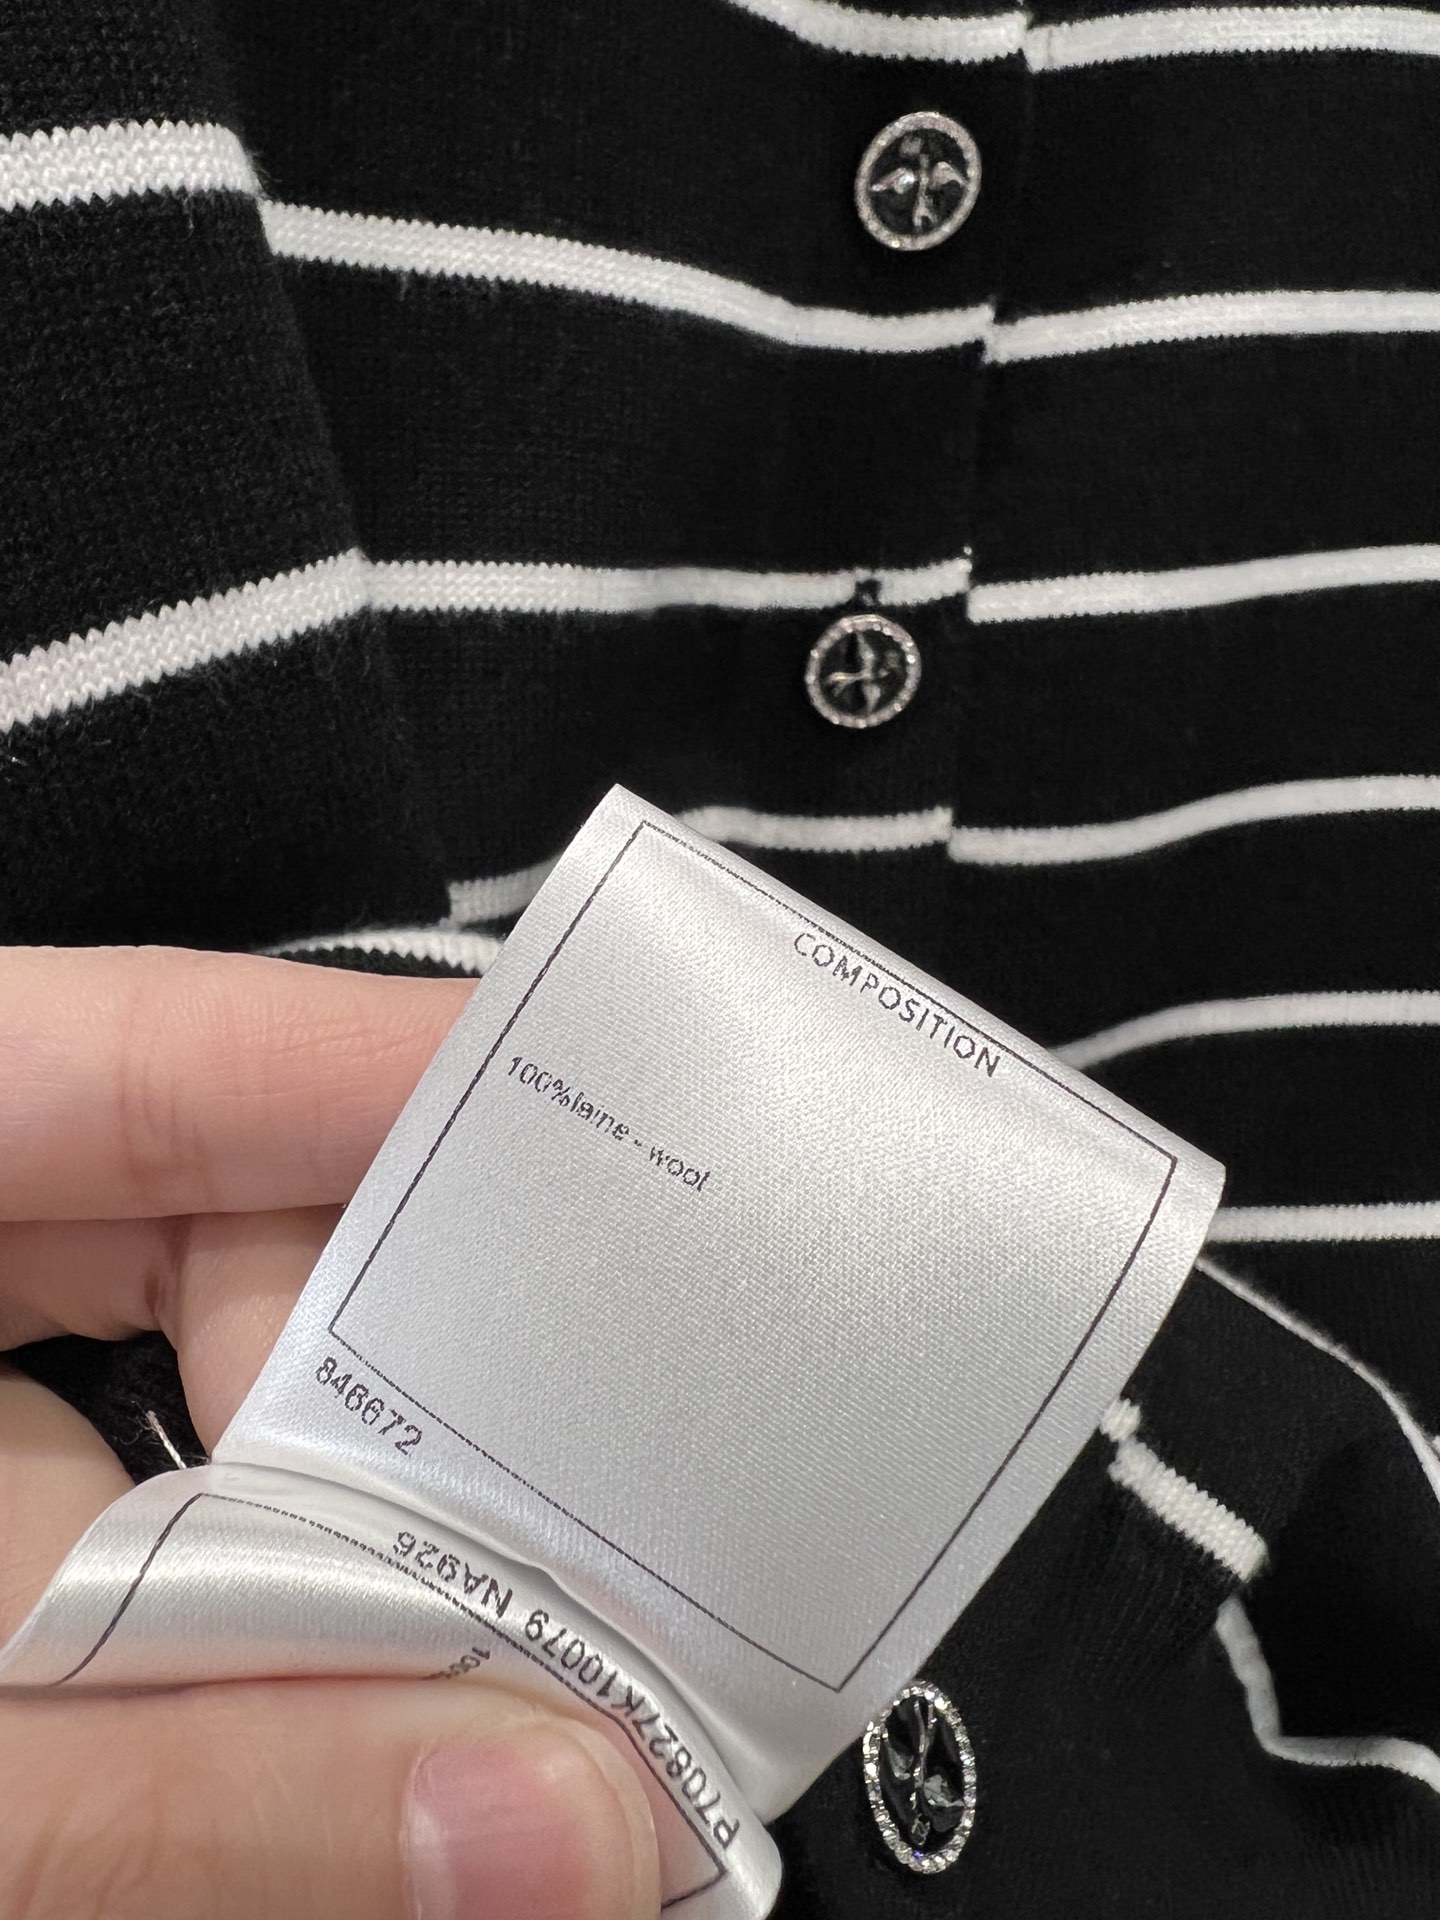 COMPOSITION
100%laine - wool
846672
P70827K10079 NA926